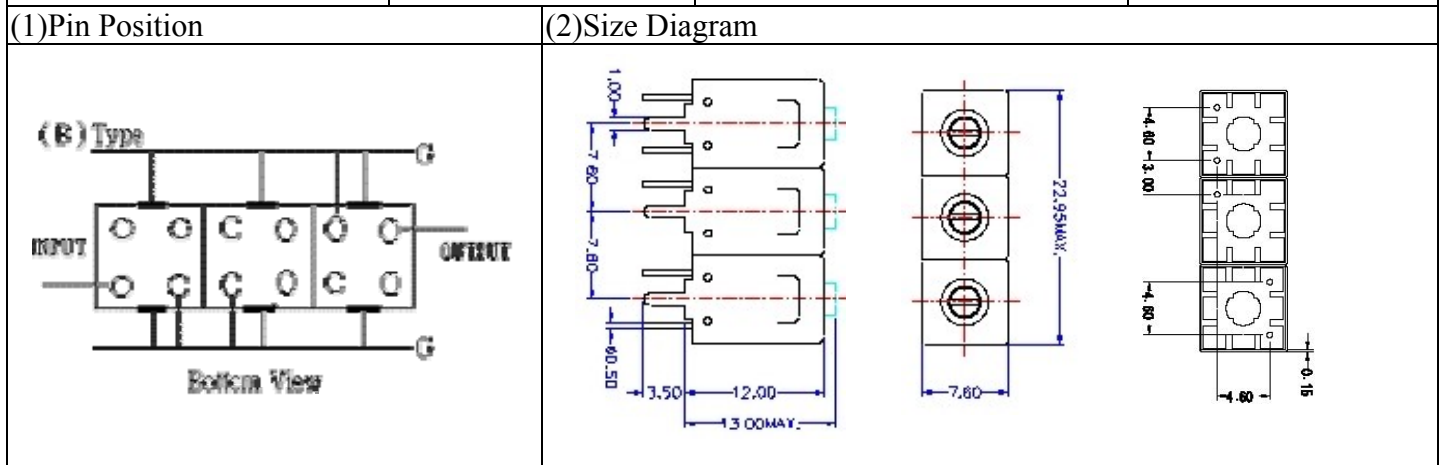 (1)Pin Position
(2)Size Diagram
(B) Type
G
INPUT
OUTPUT
G
Bottom View
1.00
7.60
7.60
Φ0.50
3.50
12.00
13.00MAX.
22.95MAX.
7.60
4.60
3.00
4.60
0.15
4.60